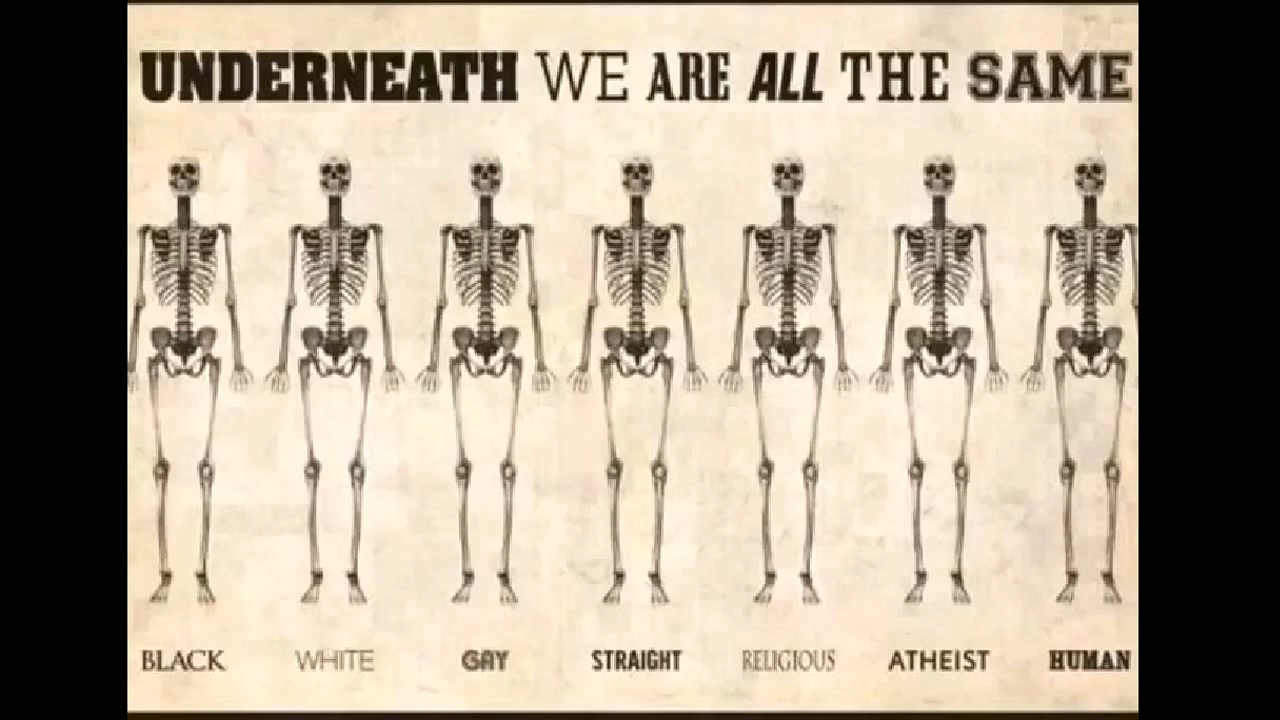 UNDERNEATH WE ARE ALL THE SAME
BLACK WHITE GAY STRAIGHT RELIGIOUS ATHEIST HUMAN